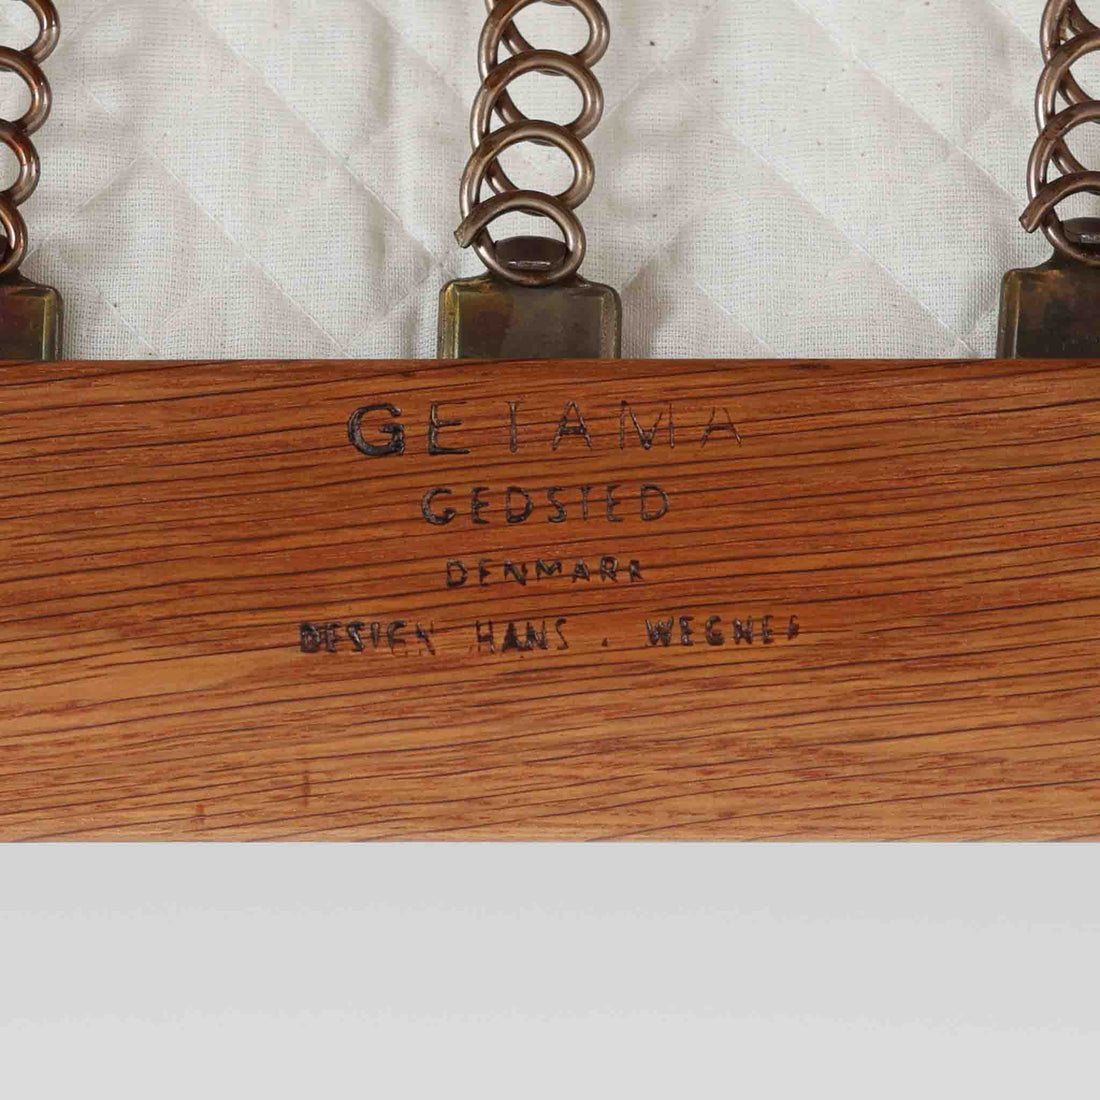 GETAMA
GEDSTED
DENMARK
DESIGN HANS . WEGNER